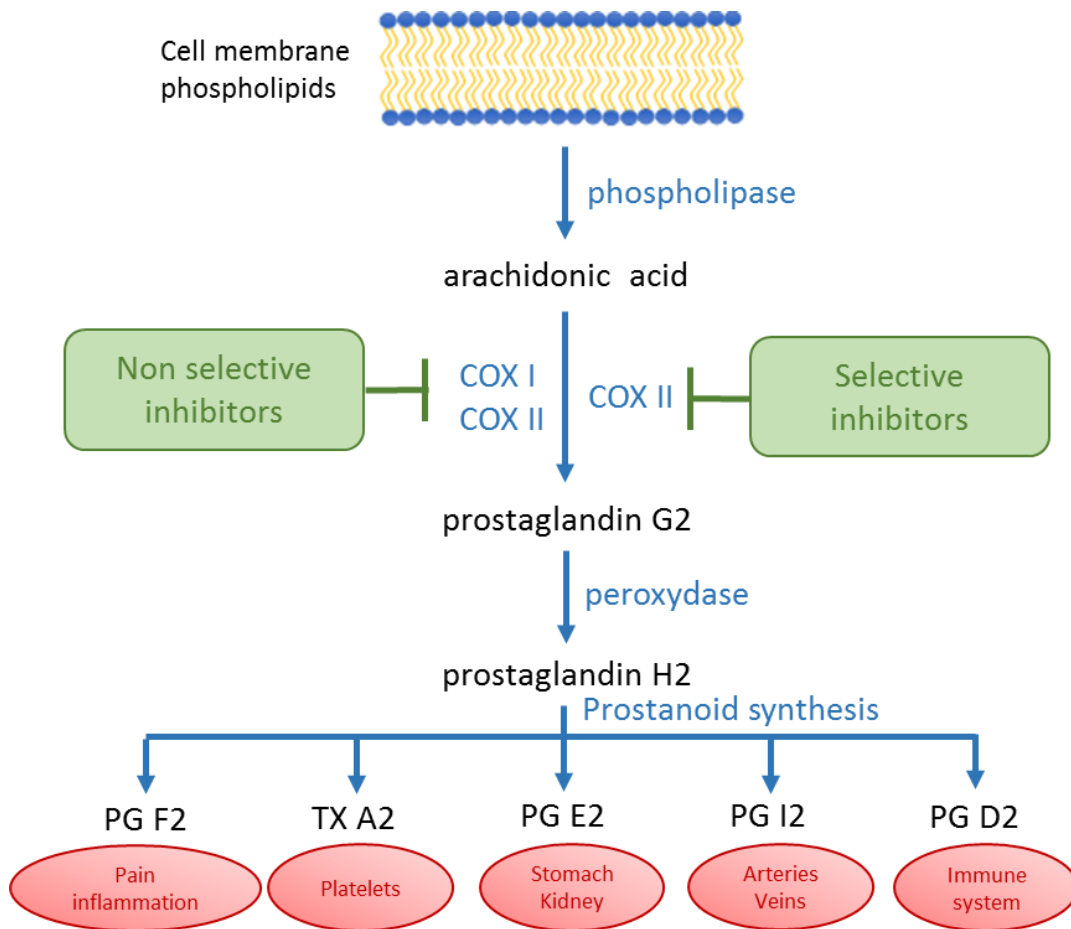 Cell membrane
phospholipids
phospholipase
arachidonic acid
Non selective
inhibitors
COX I
COX II
COX II
Selective
inhibitors
prostaglandin G2
peroxydase
prostaglandin H2
Prostanoid synthesis
PG F2
TX A2
PG E2
PG I2
PG D2
Pain
inflammation
Platelets
Stomach
Kidney
Arteries
Veins
Immune
system